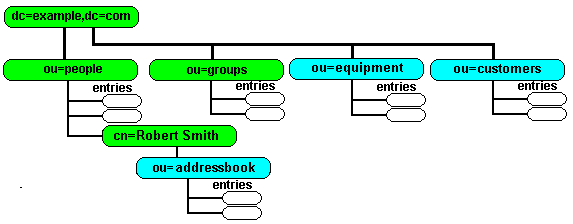 dc=example,dc=com
ou=people
ou=groups
ou=equipment
ou=customers
entries
entries
entries
entries
cn=Robert Smith
ou=addressbook
entries